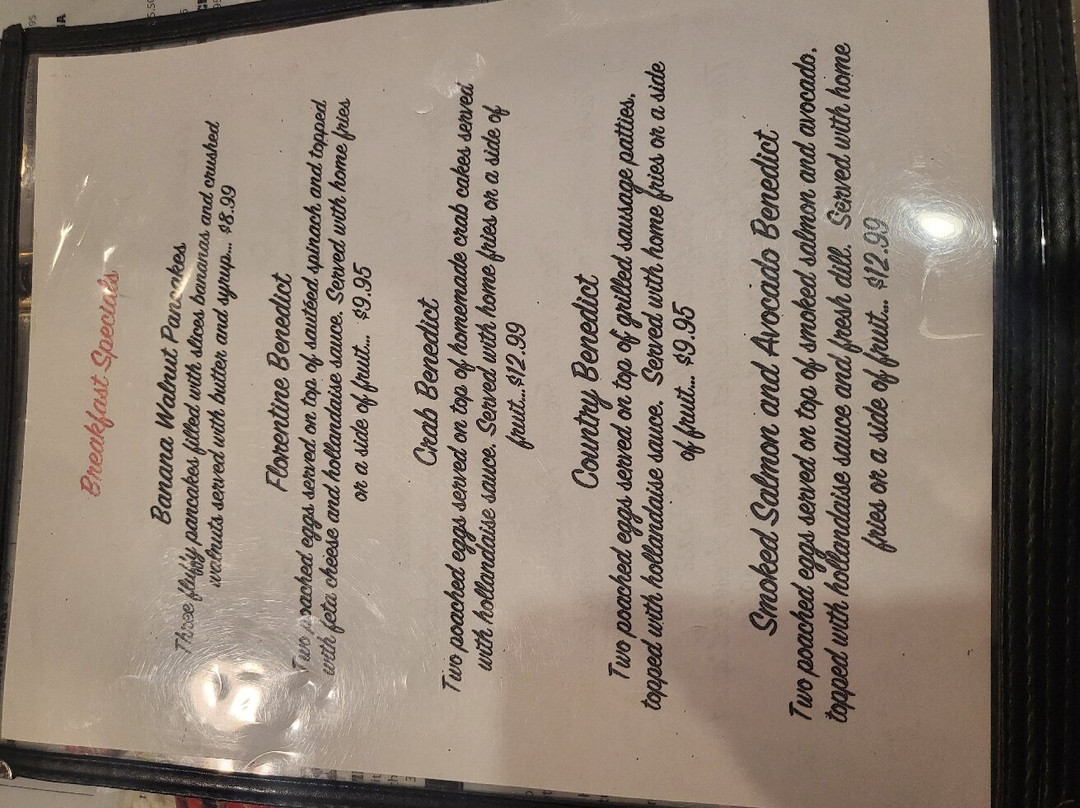 Breakfast Specials
Banana Walnut Pancakes
Three fluffy pancakes filled with slices bananas and crushed
walnuts served with butter and syrup... $8.99
Florentine Benedict
Two poached eggs served on top of sautéed spinach and topped
with feta cheese and hollandaise sauce. Served with home fries
or a side of fruit... $9.95
Crab Benedict
Two poached eggs served on top of homemade crab cakes served
with hollandaise sauce. Served with home fries or a side of
fruit...$12.99
Country Benedict
Two poached eggs served on top of grilled sausage patties,
topped with hollandaise sauce. Served with home fries or a side
of fruit... $9.95
Smoked Salmon and Avocado Benedict
Two poached eggs served on top of smoked salmon and avocado,
topped with hollandaise sauce and fresh dill. Served with home
fries or a side of fruit... $12.99